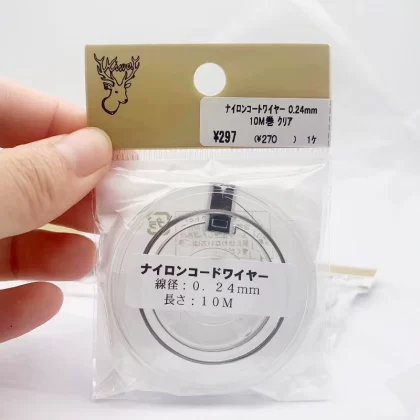 ナイロンコートワイヤー 0.24mm
10M巻 クリア
¥297 (¥270 ) 1ケ
ナイロンコードワイヤー
線径:0.24mm
長さ:10M